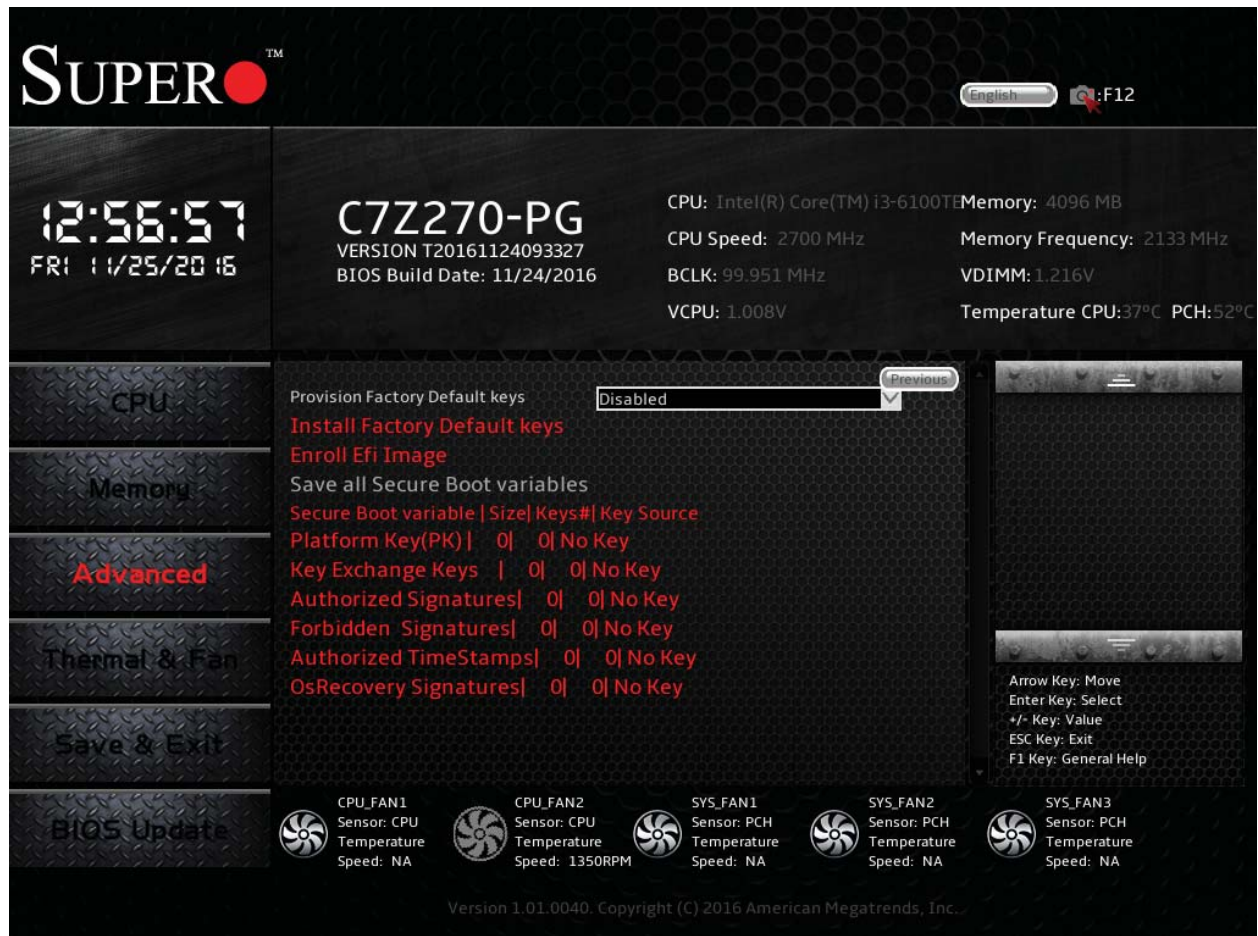 SUPER TM
English :F12
12:56:57
FRI 11/25/2016
C7Z270-PG
VERSION T20161124093327
BIOS Build Date: 11/24/2016
CPU: Intel(R) Core(TM) i3-6100TE
CPU Speed: 2700 MHz
BCLK: 99.951 MHz
VCPU: 1.008V
Memory: 4096 MB
Memory Frequency: 2133 MHz
VDIMM: 1.216V
Temperature CPU:37°C PCH:52°C
CPU
Memory
Advanced
Thermal & Fan
Save & Exit
BIOS Update
Previous
Provision Factory Default keys Disabled
Install Factory Default keys
Enroll Efi Image
Save all Secure Boot variables
Secure Boot variable | Size| Keys#| Key Source
Platform Key(PK) | 0| 0| No Key
Key Exchange Keys | 0| 0| No Key
Authorized Signatures| 0| 0| No Key
Forbidden Signatures| 0| 0| No Key
Authorized TimeStamps| 0| 0| No Key
OsRecovery Signatures| 0| 0| No Key
Arrow Key: Move
Enter Key: Select
+/- Key: Value
ESC Key: Exit
F1 Key: General Help
CPU_FAN1
Sensor: CPU
Temperature
Speed: NA
CPU_FAN2
Sensor: CPU
Temperature
Speed: 1350RPM
SYS_FAN1
Sensor: PCH
Temperature
Speed: NA
SYS_FAN2
Sensor: PCH
Temperature
Speed: NA
SYS_FAN3
Sensor: PCH
Temperature
Speed: NA
Version 1.01.0040. Copyright (C) 2016 American Megatrends, Inc.